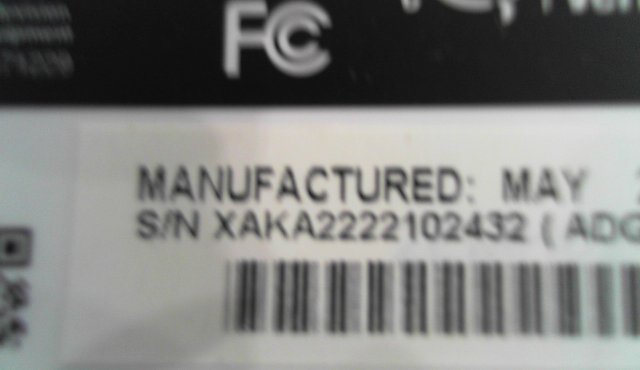 FC
MANUFACTURED: MAY
S/N XAKA2222102432 ( ADG